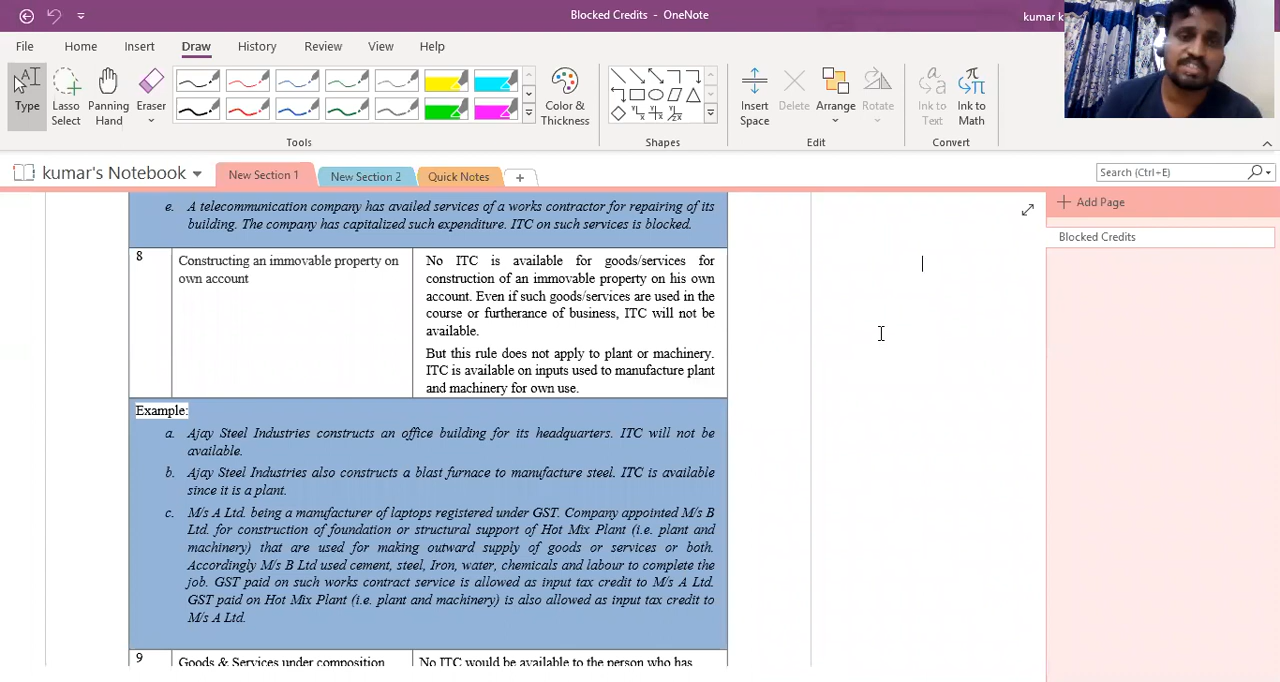 Blocked Credits - OneNote
kumar k
File Home Insert Draw View History Review View Help
Type
Lasso Select
Panning Hand
Eraser
Color & Thickness
Insert Space
Delete
Arrange
Rotate
Ink to Text
Ink to Math
Tools
Shapes
Edit
Convert
kumar's Notebook
New Section 1
New Section 2
Quick Notes
Search (Ctrl+E)
Add Page
Blocked Credits
e. A telecommunication company has availed services of a works contractor for repairing of its
building. The company has capitalized such expenditure. ITC on such services is blocked.
8
Constructing an immovable property on
own account
No ITC is available for goods/services for
construction of an immovable property on his own
account. Even if such goods/services are used in the
course or furtherance of business, ITC will not be
available.
But this rule does not apply to plant or machinery.
ITC is available on inputs used to manufacture plant
and machinery for own use.
Example:
a. Ajay Steel Industries constructs an office building for its headquarters. ITC will not be
available.
b. Ajay Steel Industries also constructs a blast furnace to manufacture steel. ITC is available
since it is a plant.
c. M/s A Ltd. being a manufacturer of laptops registered under GST. Company appointed M/s B
Ltd. for construction of foundation or structural support of Hot Mix Plant (i.e. plant and
machinery) that are used for making outward supply of goods or services or both.
Accordingly M/s B Ltd used cement, steel, Iron, water, chemicals and labour to complete the
job. GST paid on such works contract service is allowed as input tax credit to M/s A Ltd.
GST paid on Hot Mix Plant (i.e. plant and machinery) is also allowed as input tax credit to
M/s A Ltd.
9
Goods & Services under composition
No ITC would be available to the person who has